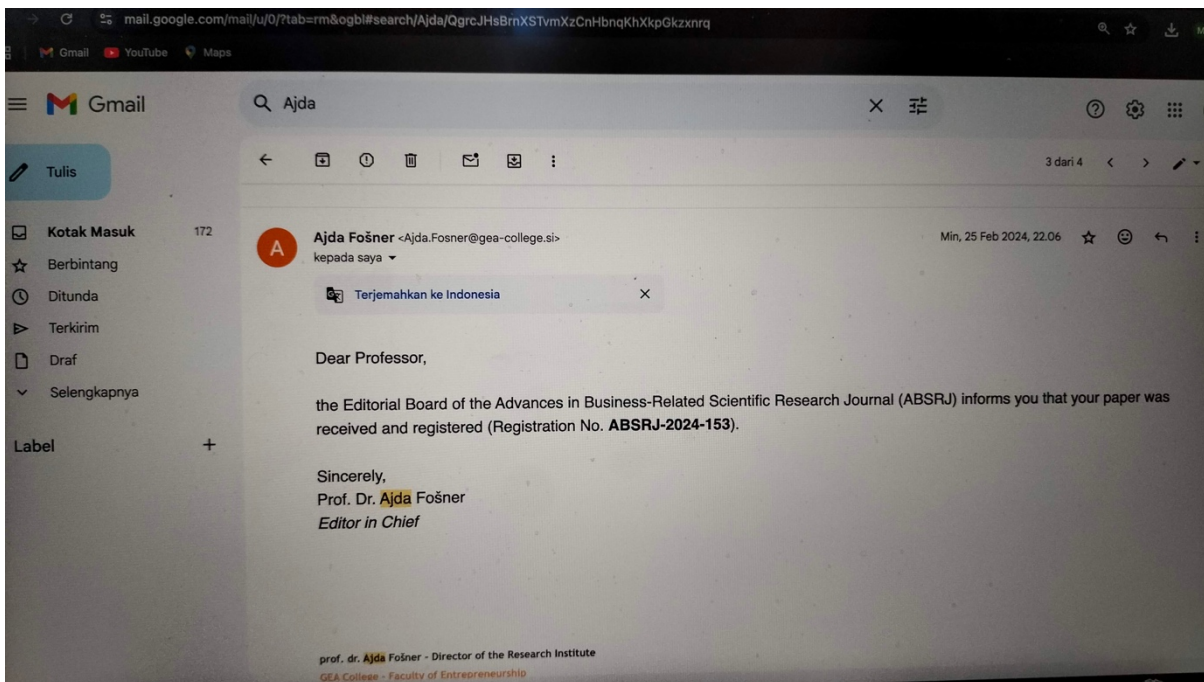 mail.google.com/mail/u/0/?tab=rm&ogbl#search/Ajda/QgrcJHsBrnXSTvmXzCnHbnqKhXkpGkzxnrq
Gmail YouTube Maps
Gmail
Ajda
Tulis
3 dari 4
Kotak Masuk 172
Berbintang
Ditunda
Terkirim
Draf
Selengkapnya
Label
A
Ajda Fošner <Ajda.Fosner@gea-college.si>
Min, 25 Feb 2024, 22.06
kepada saya
Terjemahkan ke Indonesia
Dear Professor,
the Editorial Board of the Advances in Business-Related Scientific Research Journal (ABSRJ) informs you that your paper was
received and registered (Registration No. ABSRJ-2024-153).
Sincerely,
Prof. Dr. Ajda Fošner
Editor in Chief
prof. dr. Ajda Fošner - Director of the Research Institute
GEA College - Faculty of Entrepreneurship